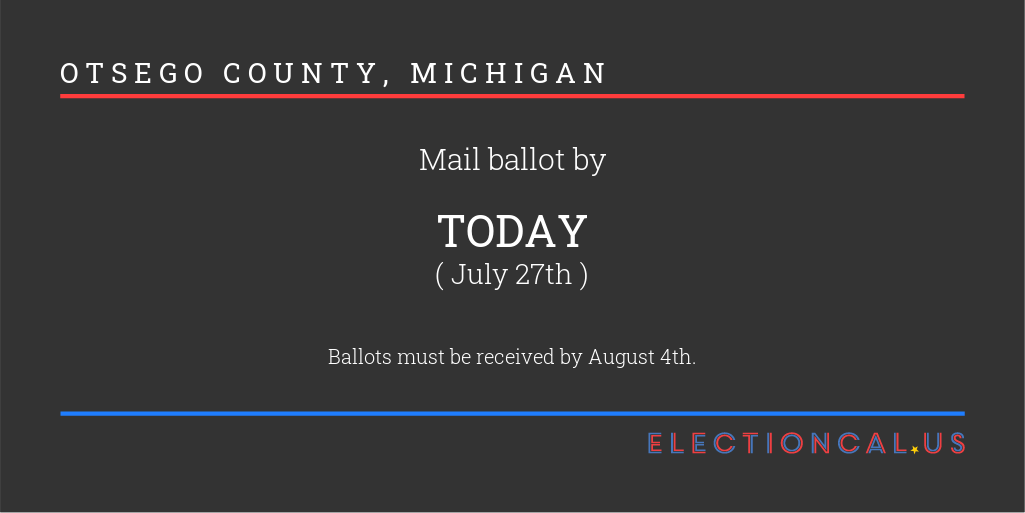 OTSEGO COUNTY, MICHIGAN
Mail ballot by
TODAY
( July 27th )
Ballots must be received by August 4th.
ELECTIONCAL.US